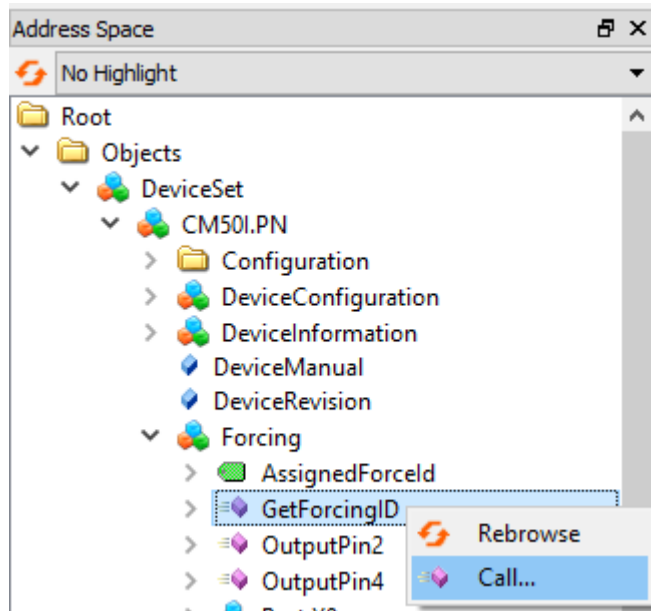 Address Space
No Highlight
Root
Objects
DeviceSet
CM50I.PN
Configuration
DeviceConfiguration
DeviceInformation
DeviceManual
DeviceRevision
Forcing
AssignedForceId
GetForcingID
Rebrowse
OutputPin2
OutputPin4
Call...